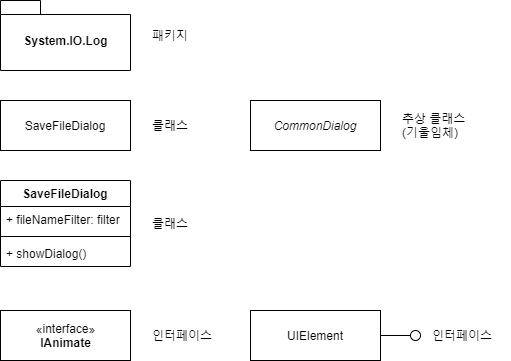 System.IO.Log
패키지
SaveFileDialog
클래스
CommonDialog
추상 클래스
(기울임체)
SaveFileDialog
+ fileNameFilter: filter
+ showDialog()
클래스
«interface»
IAnimate
인터페이스
UIElement
인터페이스